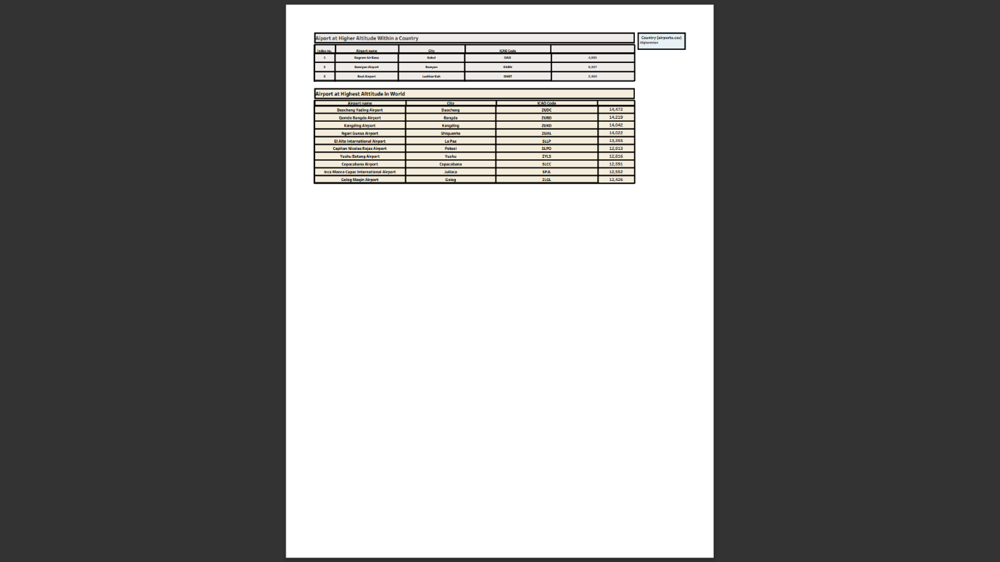 Aiport at Higher Altitude Within a Country
Country (airports.csv)
Afghanistan
Index no. Airport name City ICAO Code
1 Bagram Air Base Kabul OAIX 4,895
2 Bamiyan Airport Bamyan OABN 8,367
3 Bost Airport Lashkar Gah OABT 2,464
Airport at Highest Alttitude in World
Airport name City ICAO Code
Daocheng Yading Airport Daocheng ZUDC 14,472
Qamdo Bangda Airport Bangda ZUBD 14,219
Kangding Airport Kangding ZUKD 14,042
Ngari Gunsa Airport Shiquanhe ZUAL 14,022
El Alto International Airport La Paz SLLP 13,355
Capitan Nicolas Rojas Airport Potosi SLPO 12,913
Yushu Batang Airport Yushu ZYLS 12,816
Copacabana Airport Copacabana SLCC 12,591
Inca Manco Capac International Airport Juliaca SPJL 12,552
Golog Maqin Airport Golog ZLGL 12,426